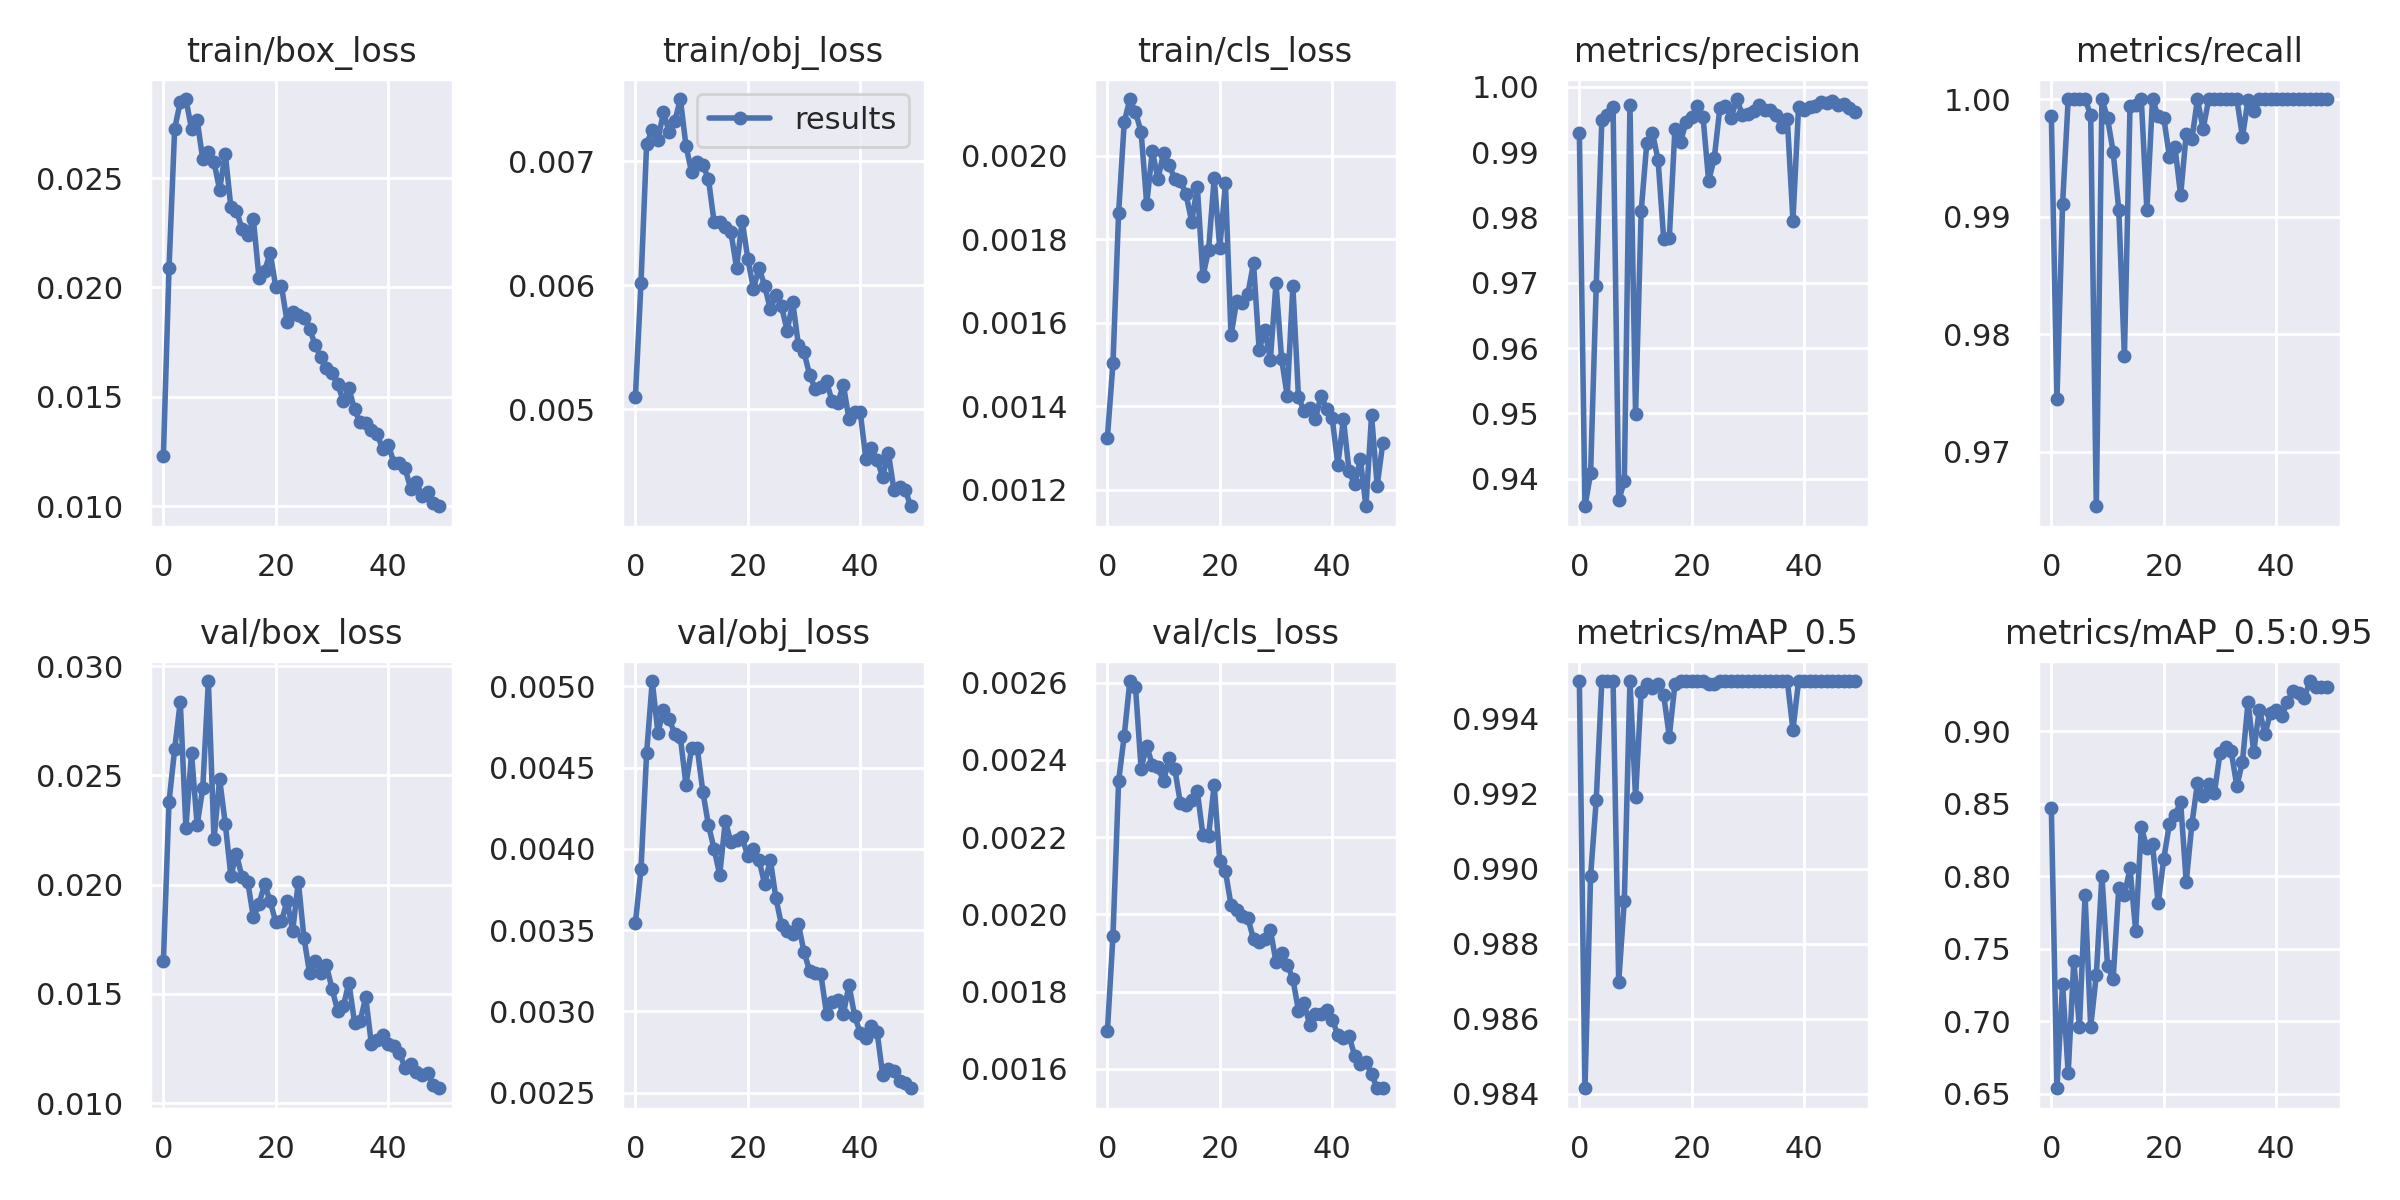 train/box_loss
0.025
0.020
0.015
0.010
0 20 40
train/obj_loss
results
0.007
0.006
0.005
0 20 40
train/cls_loss
0.0020
0.0018
0.0016
0.0014
0.0012
0 20 40
metrics/precision
1.00
0.99
0.98
0.97
0.96
0.95
0.94
0 20 40
metrics/recall
1.00
0.99
0.98
0.97
0 20 40
val/box_loss
0.030
0.025
0.020
0.015
0.010
0 20 40
val/obj_loss
0.0050
0.0045
0.0040
0.0035
0.0030
0.0025
0 20 40
val/cls_loss
0.0026
0.0024
0.0022
0.0020
0.0018
0.0016
0 20 40
metrics/mAP_0.5
0.994
0.992
0.990
0.988
0.986
0.984
0 20 40
metrics/mAP_0.5:0.95
0.90
0.85
0.80
0.75
0.70
0.65
0 20 40